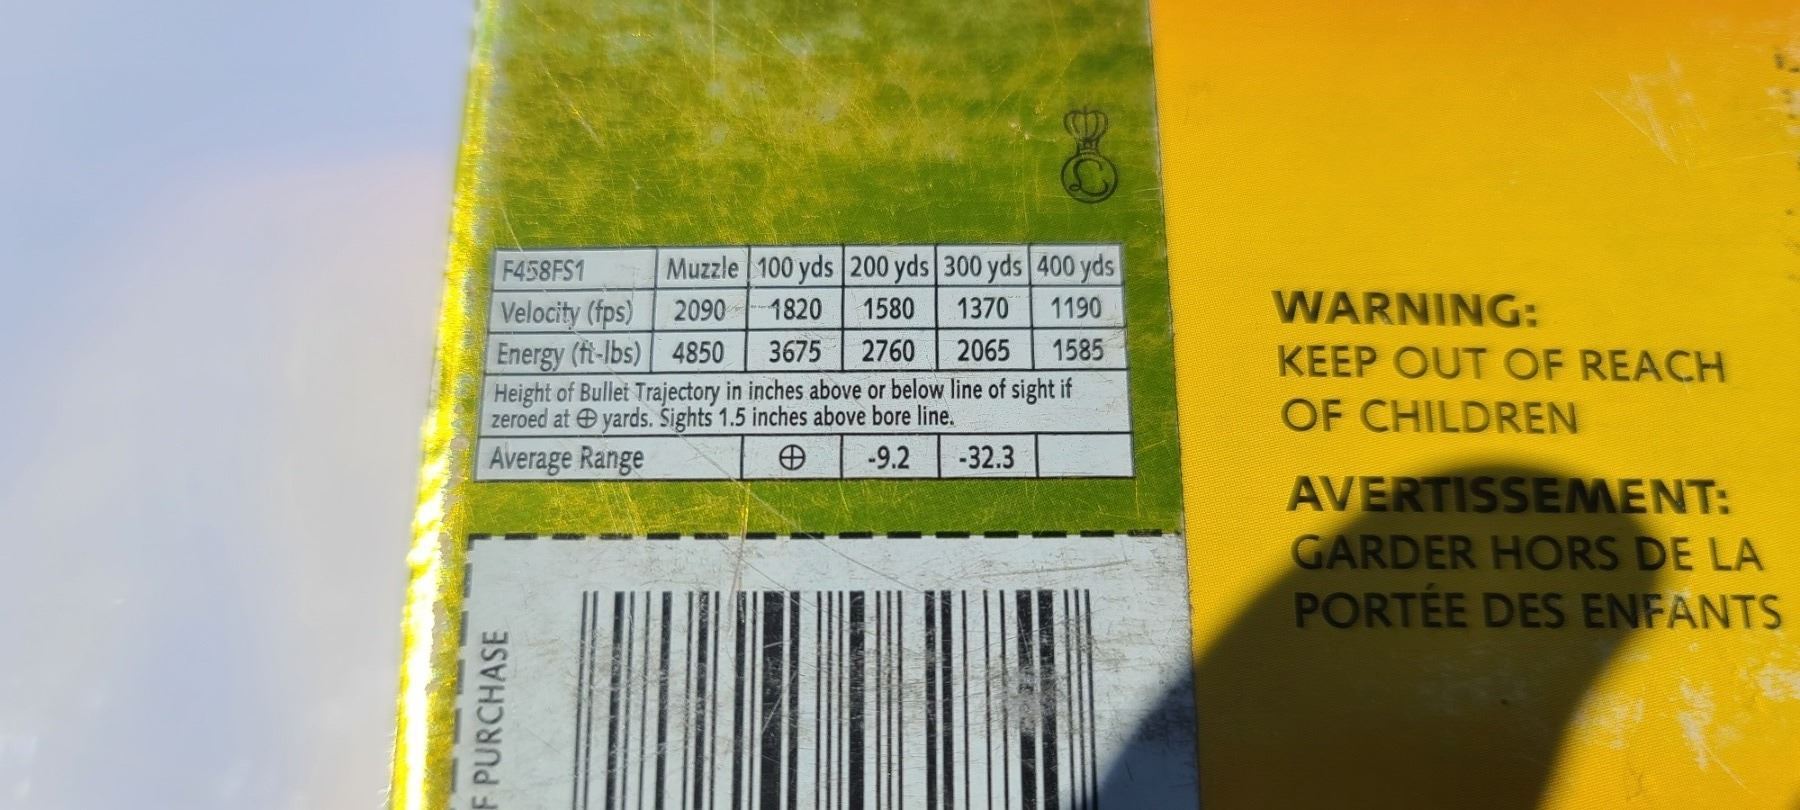 F458FS1 Muzzle 100 yds 200 yds 300 yds 400 yds
Velocity (fps) 2090 1820 1580 1370 1190
Energy (ft-lbs) 4850 3675 2760 2065 1585
Height of Bullet Trajectory in inches above or below line of sight if
zeroed at ⊕ yards. Sights 1.5 inches above bore line.
Average Range ⊕ -9.2 -32.3
PURCHASE
WARNING:
KEEP OUT OF REACH
OF CHILDREN
AVERTISSEMENT:
GARDER HORS DE LA
PORTÉE DES ENFANTS